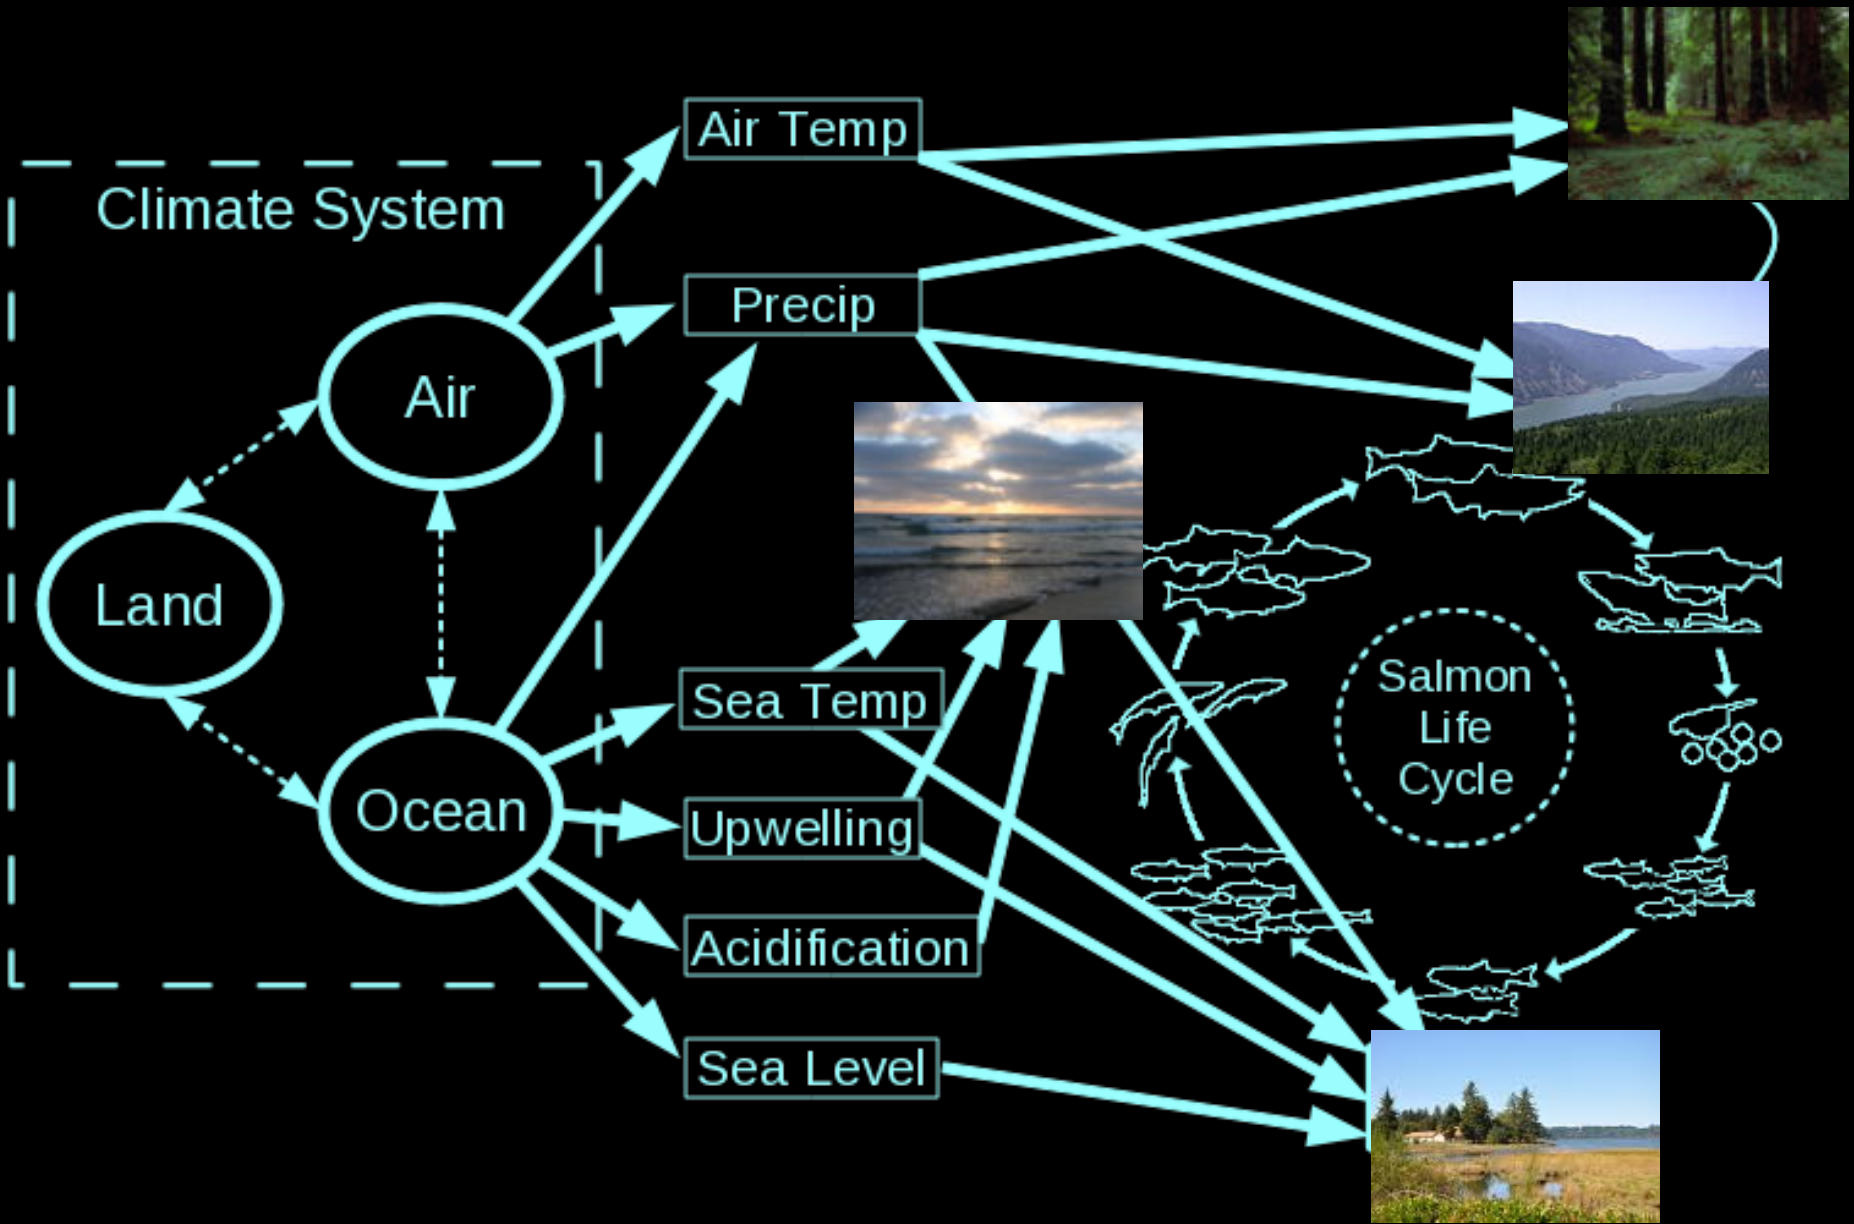 Climate System
Air
Land
Ocean
Air Temp
Precip
Sea Temp
Upwelling
Acidification
Sea Level
Salmon
Life
Cycle